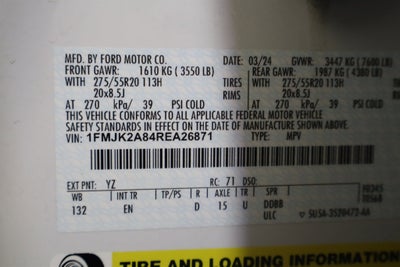 MFD. BY FORD MOTOR CO. DATE: 03/24 GVWR: 3447 KG (7600 LB)
FRONT GAWR: 1610 KG (3550 LB) REAR GAWR: 1987 KG (4380 LB)
WITH 275/55R20 113H TIRES WITH 275/55R20 113H
20x8.5J RIMS 20x8.5J
AT 270 kPa/ 39 PSI COLD AT 270 kPa/ 39 PSI COLD
THIS VEHICLE CONFORMS TO ALL APPLICABLE FEDERAL MOTOR VEHICLE
SAFETY STANDARDS IN EFFECT ON THE DATE OF MANUFACTURE SHOWN ABOVE.
VIN: 1FMJK2A84REA26871 TYPE: MPV
EXT PNT: YZ RC: 71 DSO:
WB INT TR TP/PS R AXLE TR SPR
132 EN D 15 U DDBB
ULC ▽ 5U5A-3520472-AA
TIRE AND LOADING INFORMATION